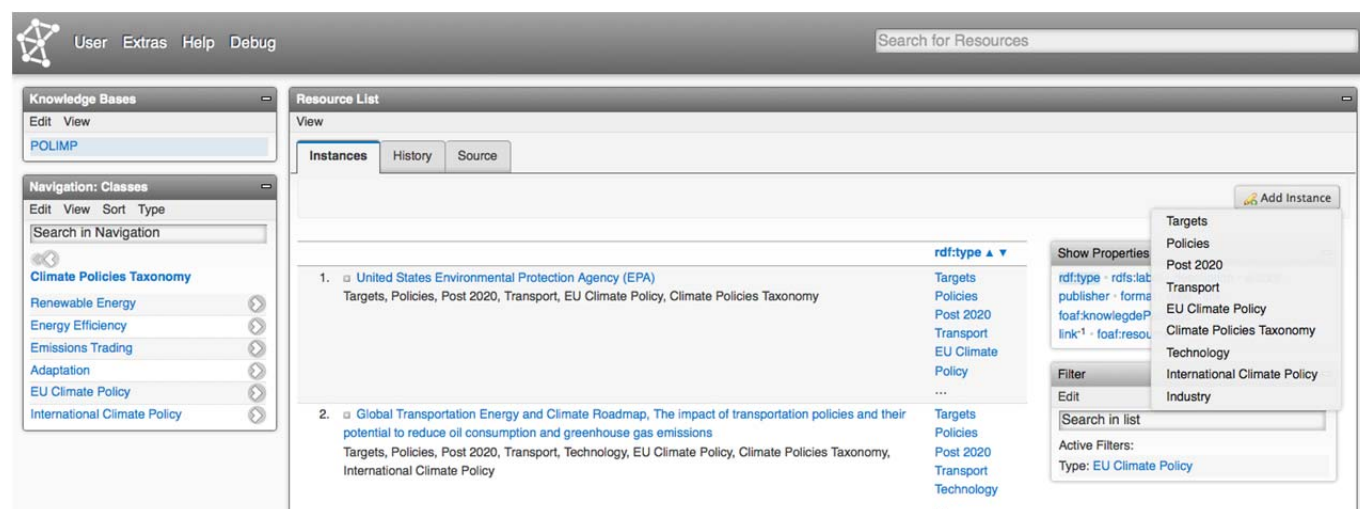 User Extras Help Debug
Search for Resources
Knowledge Bases
Edit View
POLIMP
Navigation: Classes
Edit View Sort Type
Search in Navigation
Climate Policies Taxonomy
Renewable Energy
Energy Efficiency
Emissions Trading
Adaptation
EU Climate Policy
International Climate Policy
Resource List
View
Instances History Source
Add Instance
rdf:type ▲ ▼
1. United States Environmental Protection Agency (EPA)
Targets, Policies, Post 2020, Transport, EU Climate Policy, Climate Policies Taxonomy
Targets
Policies
Post 2020
Transport
EU Climate
Policy
...
2. Global Transportation Energy and Climate Roadmap, The impact of transportation policies and their
potential to reduce oil consumption and greenhouse gas emissions
Targets, Policies, Post 2020, Transport, Technology, EU Climate Policy, Climate Policies Taxonomy,
International Climate Policy
Targets
Policies
Post 2020
Transport
Technology
Targets
Policies
Post 2020
Transport
EU Climate Policy
Climate Policies Taxonomy
Technology
International Climate Policy
Industry
Show Properties
rdf:type · rdfs:lab
publisher · forma
foaf:knowlegdeP
link-1 · foaf:resou
Filter
Edit
Search in list
Active Filters:
Type: EU Climate Policy